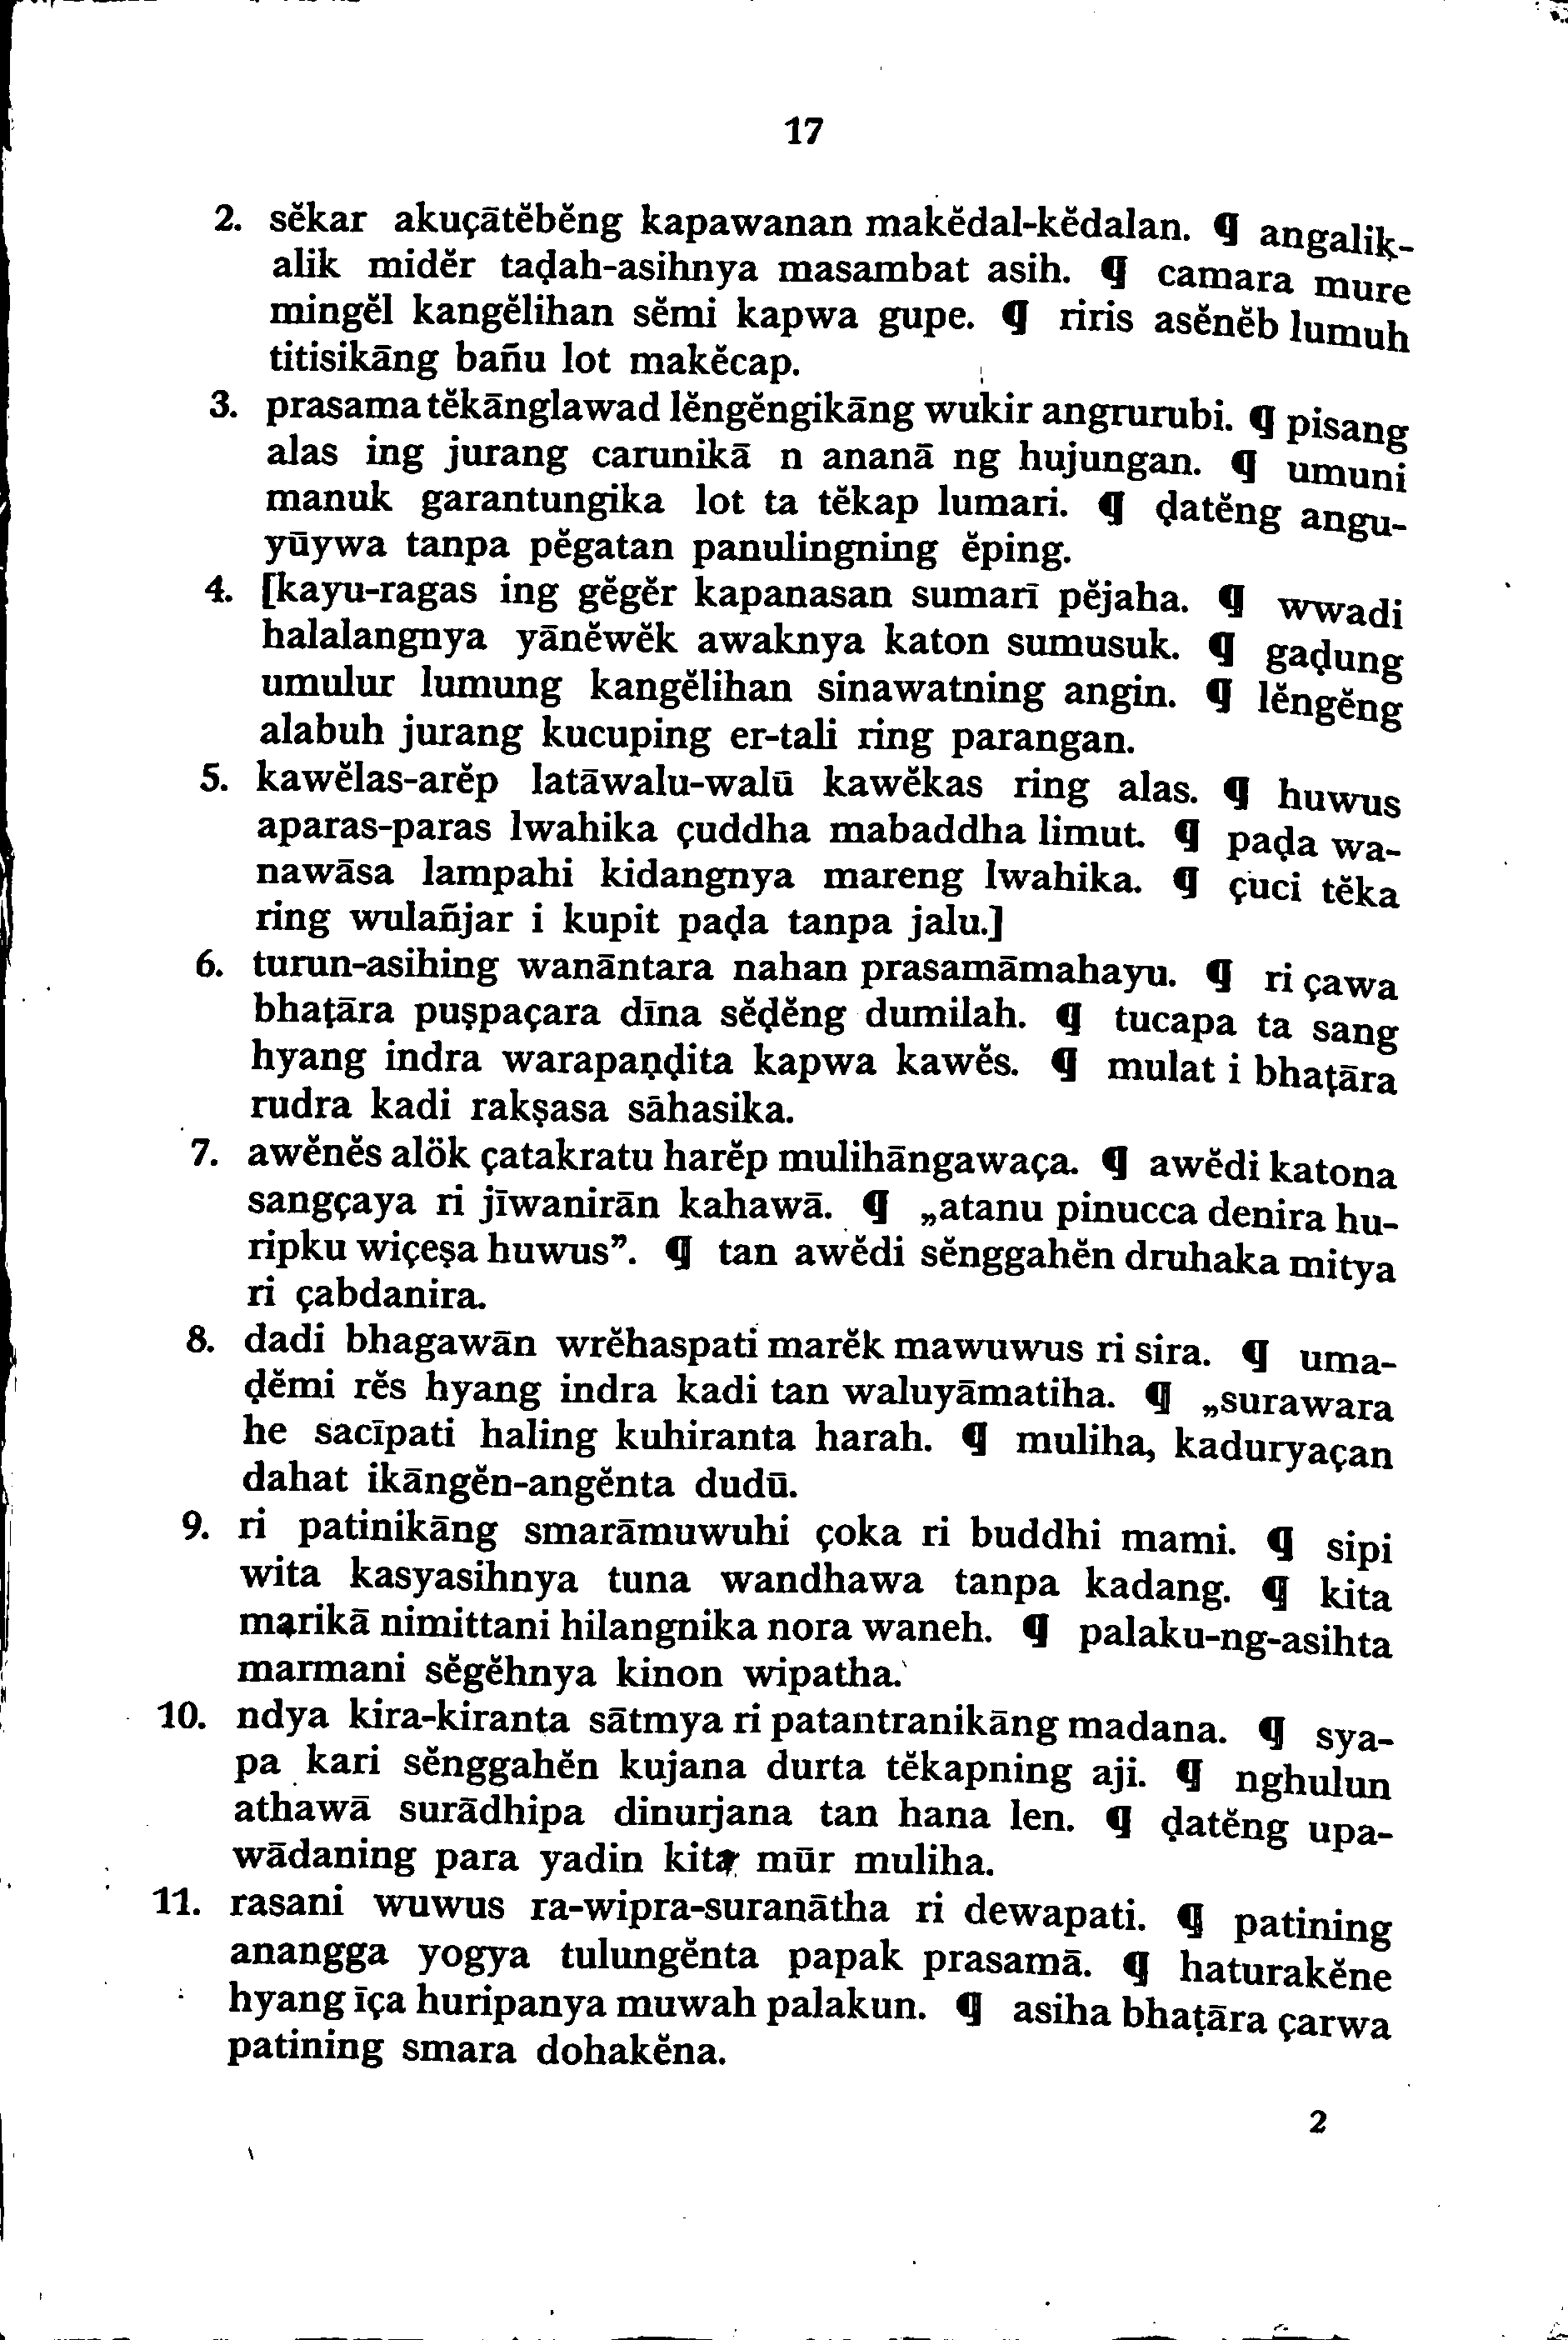 17
2. sĕkar akuçātĕbĕng kapawanan makĕdal-kĕdalan. ¶ angalik-
alik midĕr taḍah-asihnya masambat asih. ¶ camara mure
mingĕl kangĕlihan sĕmi kapwa gupe. ¶ riris asĕnĕb lumuh
titisikāng bañu lot makĕcap.
3. prasama tĕkānglawad lĕngĕngikāng wukir angrurubi. ¶ pisang
alas ing jurang carunikā n ananā ng hujungan. ¶ umuni
manuk garantungika lot ta tĕkap lumari. ¶ ḍatĕng angu-
yūywa tanpa pĕgatan panulingning ĕping.
4. [kayu-ragas ing gĕgĕr kapanasan sumarī pĕjaha. ¶ wwadi
halalangnya yānĕwĕk awaknya katon sumusuk. ¶ gaḍung
umulur lumung kangĕlihan sinawatning angin. ¶ lĕngĕng
alabuh jurang kucuping er-tali ring parangan.
5. kawĕlas-arĕp latāwalu-walū kawĕkas ring alas. ¶ huwus
aparas-paras lwahika çuddha mabaddha limut. ¶ paḍa wa-
nawāsa lampahi kidangnya mareng lwahika. ¶ çuci tĕka
ring wulañjar i kupit paḍa tanpa jalu.]
6. turun-asihing wanāntara nahan prasamāmahayu. ¶ ri çawa
bhaṭāra puṣpaçara dīna sĕḍĕng dumilah. ¶ tucapa ta sang
hyang indra warapaṇḍita kapwa kawĕs. ¶ mulat i bhaṭāra
rudra kadi rakṣasa sāhasika.
7. awĕnĕs alök çatakratu harĕp mulihāngawaça. ¶ awĕdi katona
sangçaya ri jīwanirān kahawā. ¶ „atanu pinucca denira hu-
ripku wiçeṣa huwus”. ¶ tan awĕdi sĕnggahĕn druhaka mitya
ri çabdanira.
8. dadi bhagawān wrĕhaspati marĕk mawuwus ri sira. ¶ uma-
ḍĕmi rĕs hyang indra kadi tan waluyāmatiha. ¶ „surawara
he sacīpati haling kuhiranta harah. ¶ muliha, kaduryaçan
dahat ikāngĕn-angĕnta dudū.
9. ri patinikāng smarāmuwuhi çoka ri buddhi mami. ¶ sipi
wita kasyasihnya tuna wandhawa tanpa kadang. ¶ kita
marikā nimittani hilangnika nora waneh. ¶ palaku-ng-asihta
marmani sĕgĕhnya kinon wipatha.
10. ndya kira-kiranta sātmya ri patantranikāng madana. ¶ sya-
pa kari sĕnggahĕn kujana durta tĕkapning aji. ¶ nghulun
athawā surādhipa dinurjana tan hana len. ¶ ḍatĕng upa-
wādaning para yadin kitar mūr muliha.
11. rasani wuwus ra-wipra-suranātha ri dewapati. ¶ patining
anangga yogya tulungĕnta papak prasamā. ¶ haturakĕne
hyang īça huripanya muwah palakun. ¶ asiha bhaṭāra çarwa
patining smara dohakĕna.
2